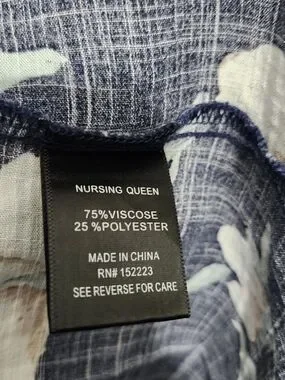 NURSING QUEEN
75%VISCOSE
25%POLYESTER
MADE IN CHINA
RN# 152223
SEE REVERSE FOR CARE